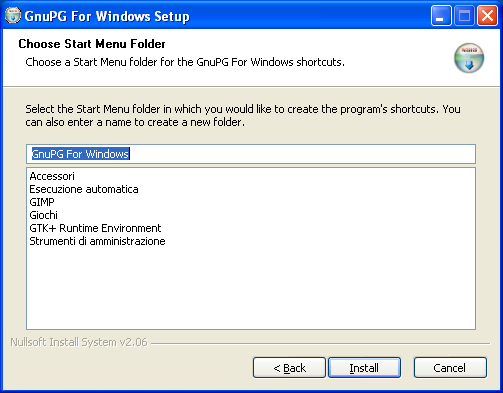 GnuPG For Windows Setup
Choose Start Menu Folder
Choose a Start Menu folder for the GnuPG For Windows shortcuts.
Select the Start Menu folder in which you would like to create the program's shortcuts. You
can also enter a name to create a new folder.
GnuPG For Windows
Accessori
Esecuzione automatica
GIMP
Giochi
GTK+ Runtime Environment
Strumenti di amministrazione
Nullsoft Install System v2.06
< Back
Install
Cancel